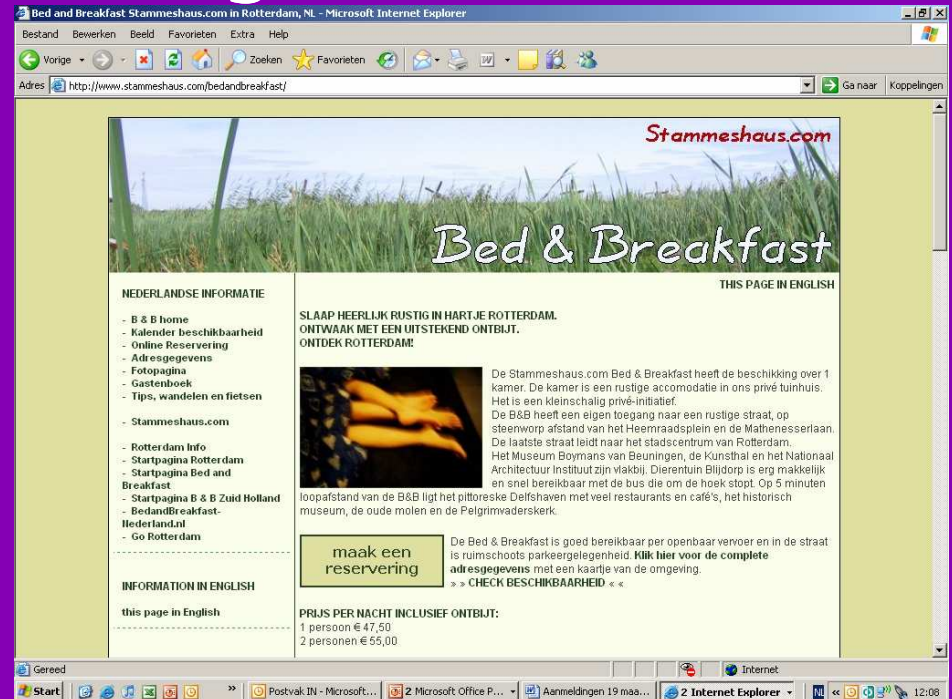 Bed and Breakfast Stammeshaus.com in Rotterdam, NL - Microsoft Internet Explorer
Bestand Bewerken Beeld Favorieten Extra Help
Vorige Zoeken Favorieten
Adres http://www.stammeshaus.com/bedandbreakfast/ Ga naar Koppelingen
Stammeshaus.com
Bed & Breakfast
THIS PAGE IN ENGLISH
NEDERLANDSE INFORMATIE
- B & B home
- Kalender beschikbaarheid
- Online Reservering
- Adresgegevens
- Fotopagina
- Gastenboek
- Tips, wandelen en fietsen
- Stammeshaus.com
- Rotterdam Info
- Startpagina Rotterdam
- Startpagina Bed and
Breakfast
- Startpagina B & B Zuid Holland
- BedandBreakfast-
Nederland.nl
- Go Rotterdam
INFORMATION IN ENGLISH
this page in English
SLAAP HEERLIJK RUSTIG IN HARTJE ROTTERDAM.
ONTWAAK MET EEN UITSTEKEND ONTBIJT.
ONTDEK ROTTERDAM!
De Stammeshaus.com Bed & Breakfast heeft de beschikking over 1
kamer. De kamer is een rustige accomodatie in ons privé tuinhuis.
Het is een kleinschalig privé-initiatief.
De B&B heeft een eigen toegang naar een rustige straat, op
steenworp afstand van het Heemraadsplein en de Mathenesserlaan.
De laatste straat leidt naar het stadscentrum van Rotterdam.
Het Museum Boymans van Beuningen, de Kunsthal en het Nationaal
Architectuur Instituut zijn vlakbij. Dierentuin Blijdorp is erg makkelijk
en snel bereikbaar met de bus die om de hoek stopt. Op 5 minuten
loopafstand van de B&B ligt het pittoreske Delfshaven met veel restaurants en café's, het historisch
museum, de oude molen en de Pelgrimvaderskerk.
maak een
reservering
De Bed & Breakfast is goed bereikbaar per openbaar vervoer en in de straat
is ruimschoots parkeergelegenheid. Klik hier voor de complete
adresgegevens met een kaartje van de omgeving.
» » CHECK BESCHIKBAARHEID « «
PRIJS PER NACHT INCLUSIEF ONTBIJT:
1 persoon € 47,50
2 personen € 55,00
Gereed Internet
Start » Postvak IN - Microsoft... 2 Microsoft Office P... Aanmeldingen 19 maa... 2 Internet Explorer NL « 12:08